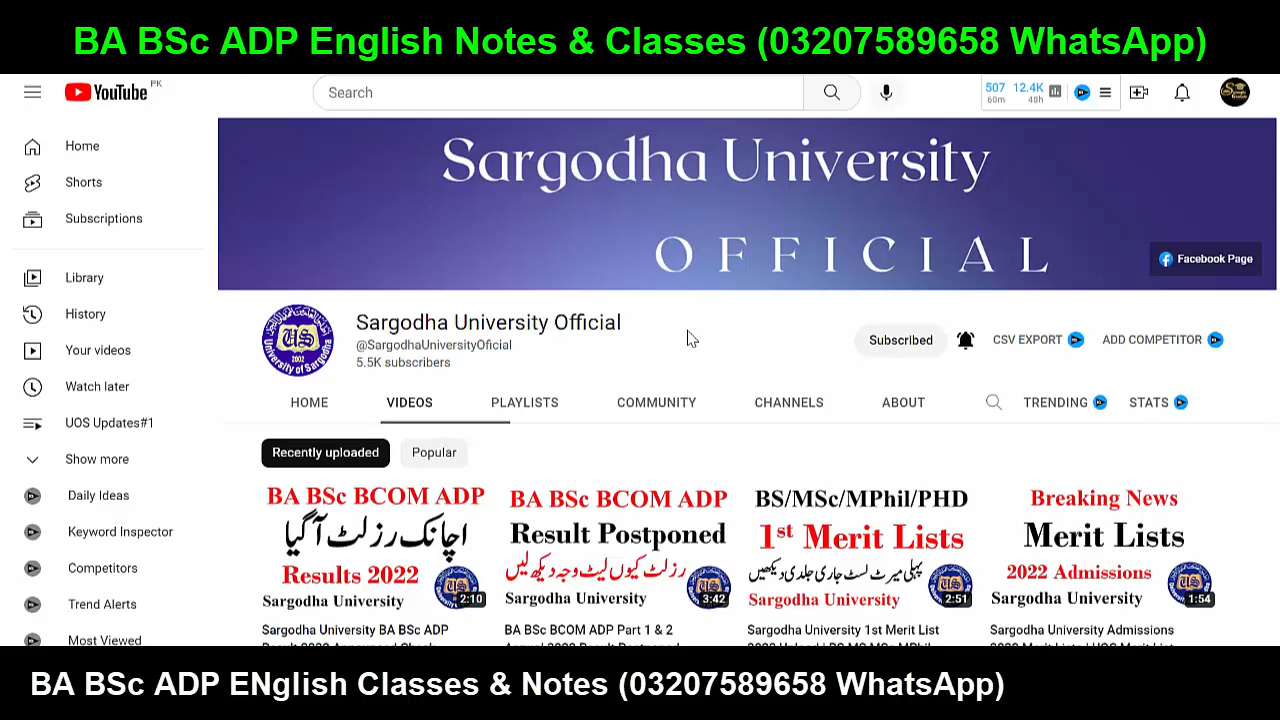 BA BSc ADP English Notes & Classes (03207589658 WhatsApp)
YouTube PK
Search
507 12.4K
60m 48h
Home
Shorts
Subscriptions
Library
History
Your videos
Watch later
UOS Updates#1
Show more
Daily Ideas
Keyword Inspector
Competitors
Trend Alerts
Most Viewed
Sargodha University
OFFICIAL
Facebook Page
US
2002
University of Sargodha
Sargodha University Official
@SargodhaUniversityOficial
5.5K subscribers
Subscribed
CSV EXPORT
ADD COMPETITOR
HOME VIDEOS PLAYLISTS COMMUNITY CHANNELS ABOUT TRENDING STATS
Recently uploaded Popular
BA BSc BCOM ADP
اچانک رزلٹ آگیا
Results 2022
Sargodha University
2:10
Sargodha University BA BSc ADP
BA BSc BCOM ADP
Result Postponed
رزلٹ کیوں لیٹ وجہ دیکھ لیں
Sargodha University
3:42
BA BSc BCOM ADP Part 1 & 2
BS/MSc/MPhil/PHD
1st Merit Lists
پہلی میرٹ لسٹ جاری جلدی دیکھیں
Sargodha University
2:51
Sargodha University 1st Merit List
Breaking News
Merit Lists
2022 Admissions
Sargodha University
1:54
Sargodha University Admissions
BA BSc ADP ENglish Classes & Notes (03207589658 WhatsApp)